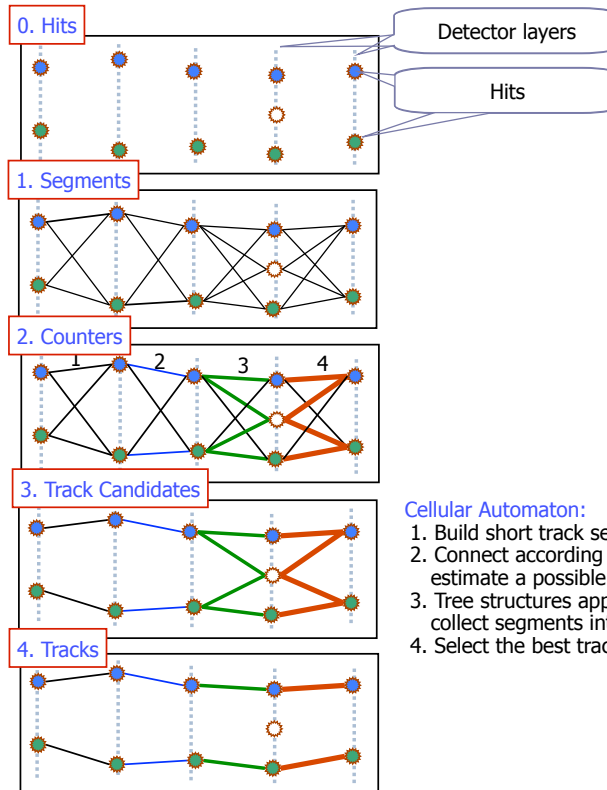 0. Hits
Detector layers
Hits
1. Segments
2. Counters
1 2 3 4
3. Track Candidates
Cellular Automaton:
1. Build short track se
2. Connect according
estimate a possible
3. Tree structures app
collect segments int
4. Select the best trac
4. Tracks